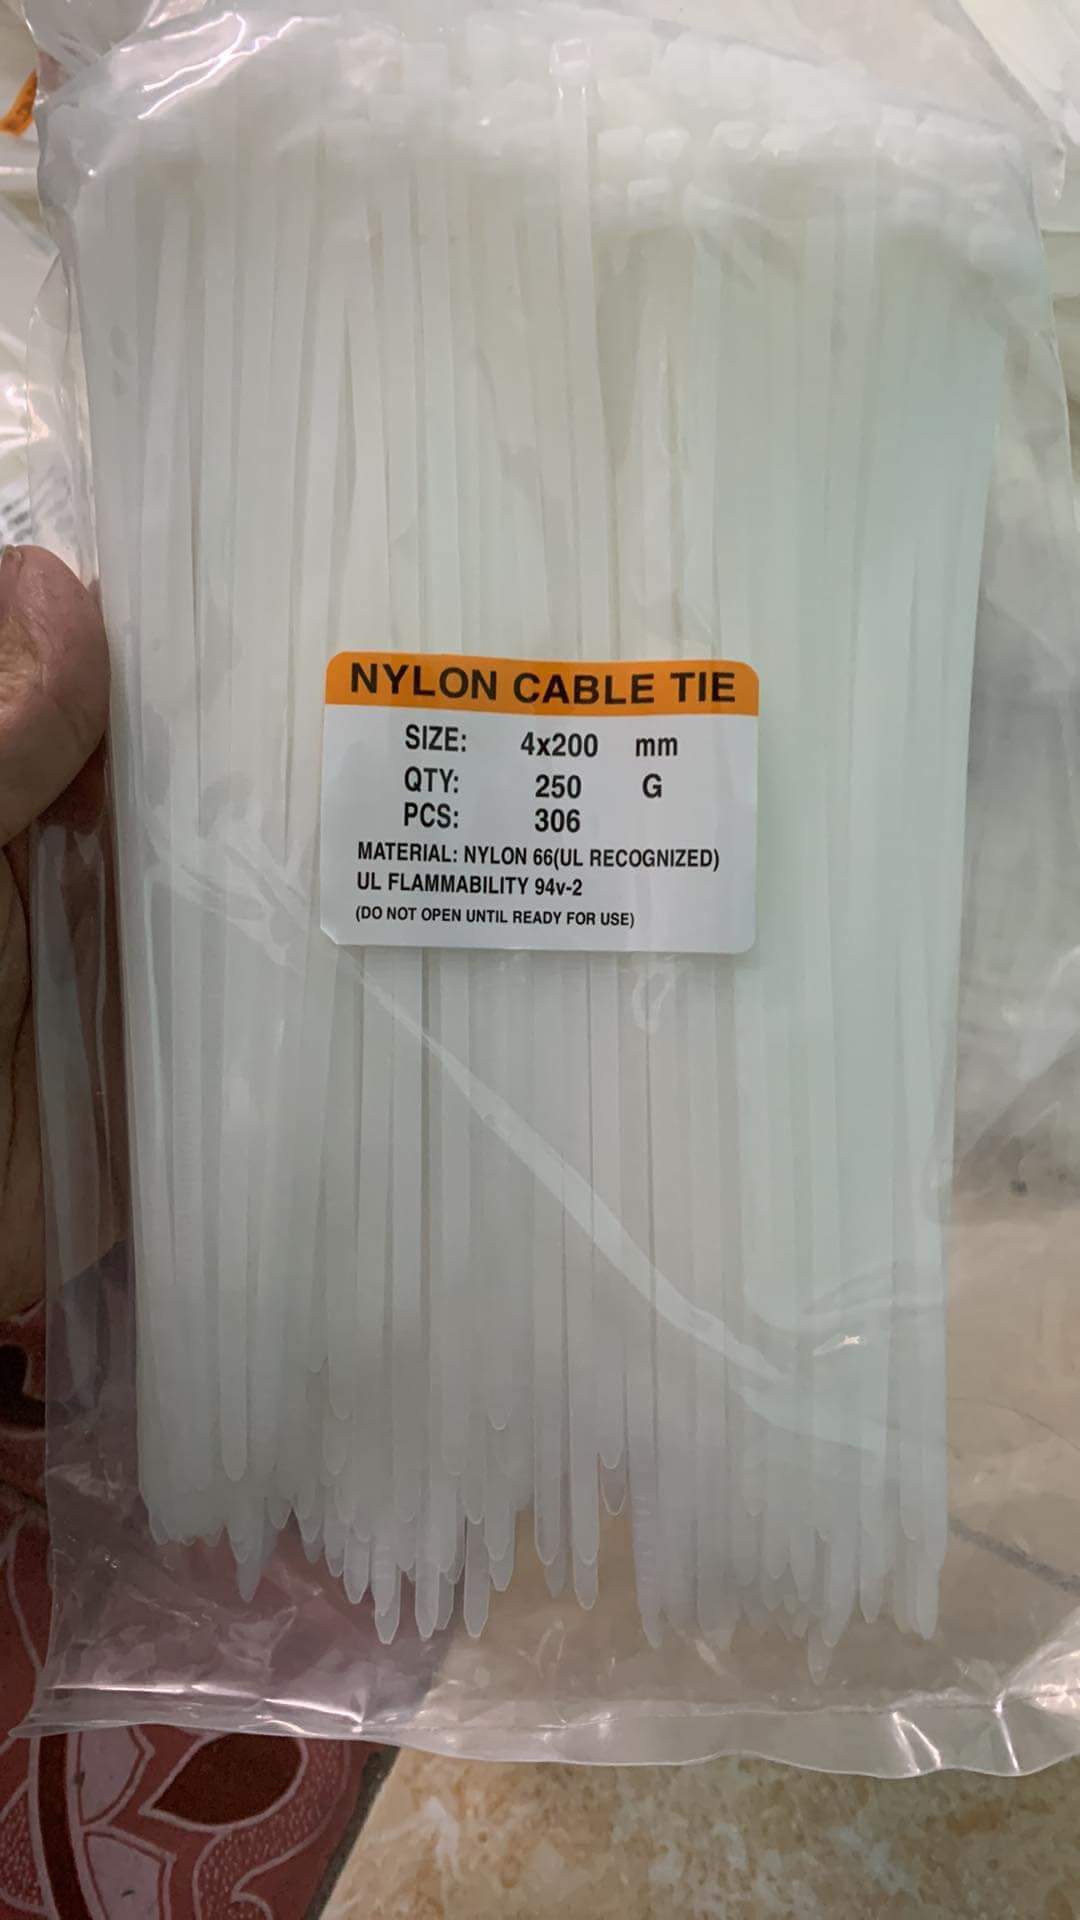 NYLON CABLE TIE
SIZE: 4x200 mm
QTY: 250 G
PCS: 306
MATERIAL: NYLON 66(UL RECOGNIZED)
UL FLAMMABILITY 94v-2
(DO NOT OPEN UNTIL READY FOR USE)